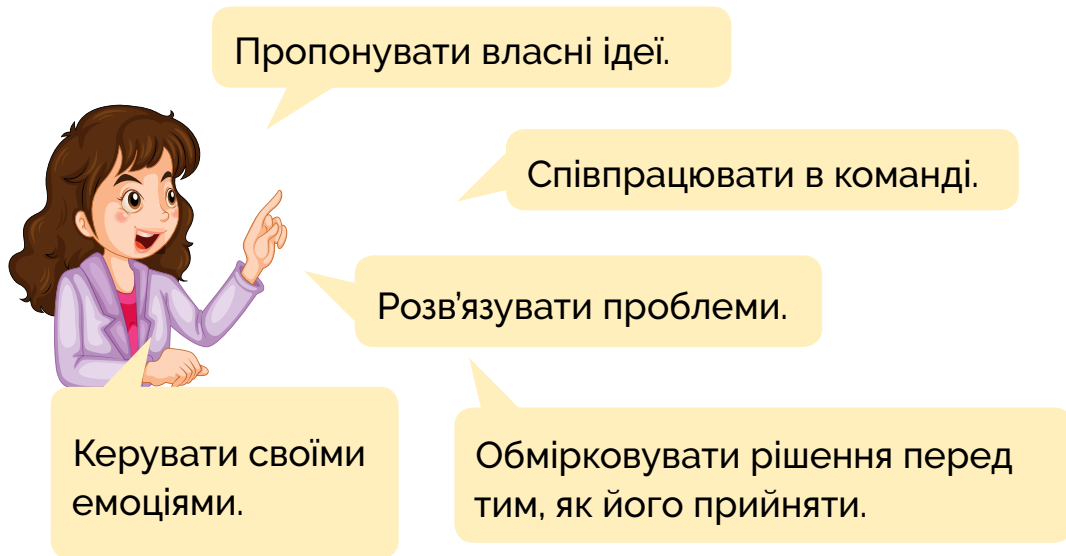 Пропонувати власні ідеї.
Співпрацювати в команді.
Розв’язувати проблеми.
Керувати своїми
емоціями.
Обмірковувати рішення перед
тим, як його прийняти.